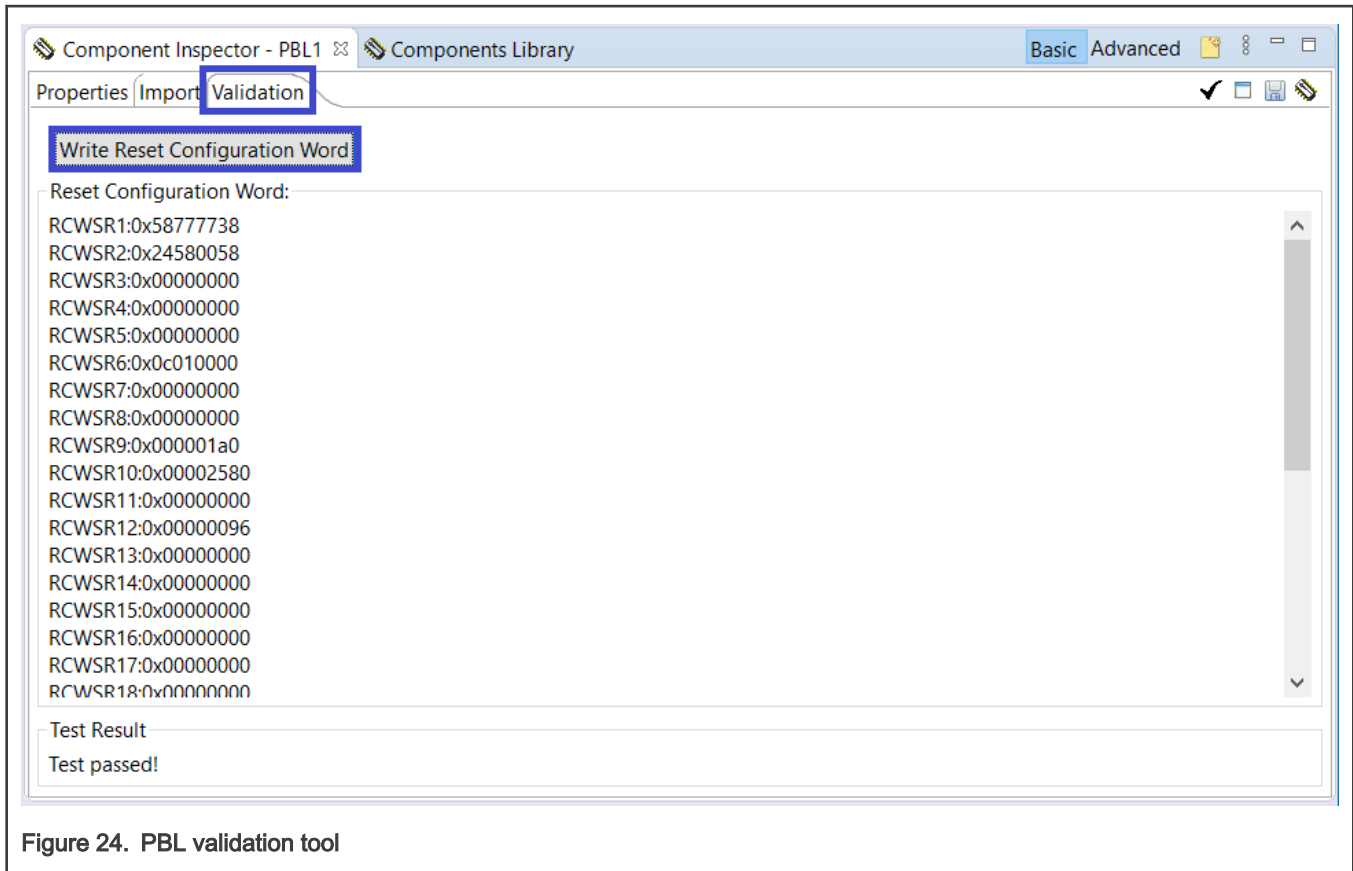 Component Inspector - PBL1 Components Library Basic Advanced
Properties Import Validation
Write Reset Configuration Word
Reset Configuration Word:
RCWSR1:0x58777738
RCWSR2:0x24580058
RCWSR3:0x00000000
RCWSR4:0x00000000
RCWSR5:0x00000000
RCWSR6:0x0c010000
RCWSR7:0x00000000
RCWSR8:0x00000000
RCWSR9:0x000001a0
RCWSR10:0x00002580
RCWSR11:0x00000000
RCWSR12:0x00000096
RCWSR13:0x00000000
RCWSR14:0x00000000
RCWSR15:0x00000000
RCWSR16:0x00000000
RCWSR17:0x00000000
RCWSR18:0x00000000
Test Result
Test passed!
Figure 24. PBL validation tool